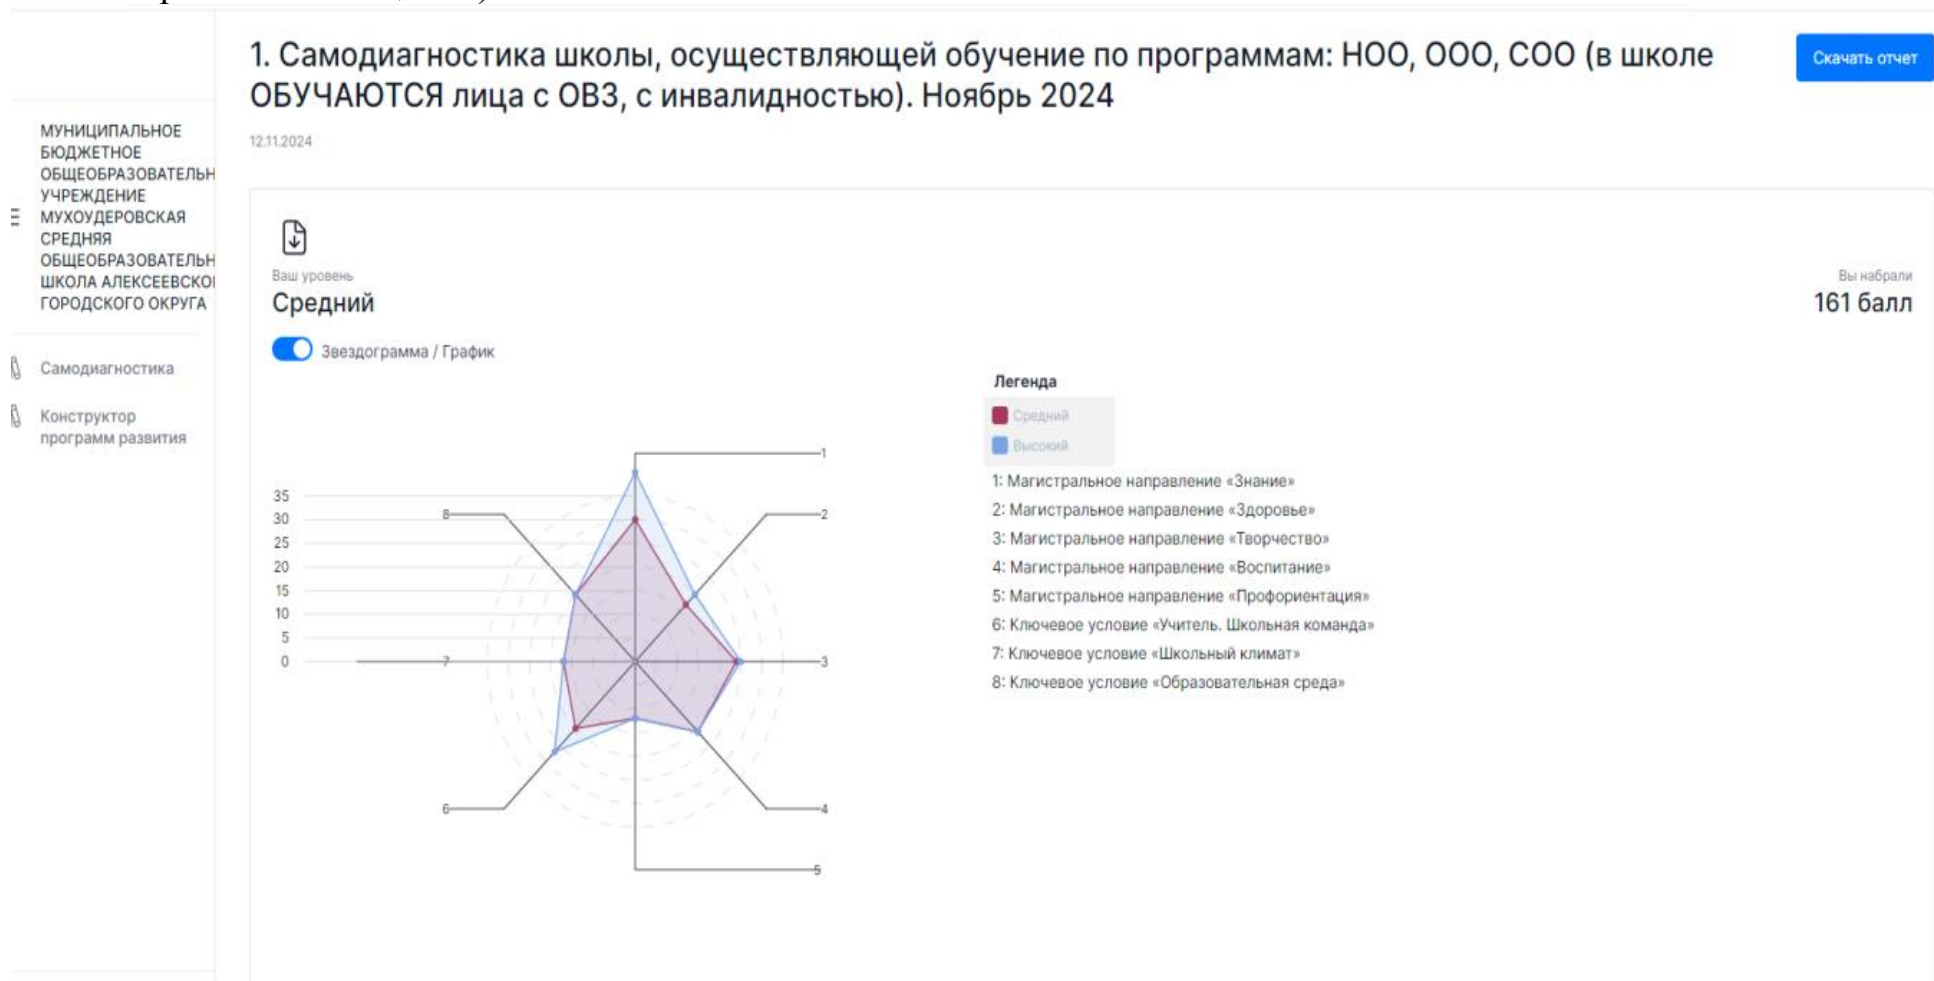 1. Самодиагностика школы, осуществляющей обучение по программам: НОО, ООО, СОО (в школе
ОБУЧАЮТСЯ лица с ОВЗ, с инвалидностью). Ноябрь 2024
Скачать отчет
12.11.2024
МУНИЦИПАЛЬНОЕ
БЮДЖЕТНОЕ
ОБЩЕОБРАЗОВАТЕЛЬН
УЧРЕЖДЕНИЕ
МУХОУДЕРОВСКАЯ
СРЕДНЯЯ
ОБЩЕОБРАЗОВАТЕЛЬН
ШКОЛА АЛЕКСЕЕВСКО
ГОРОДСКОГО ОКРУГА
Самодиагностика
Конструктор
программ развития
Ваш уровень
Средний
Вы набрали
161 балл
Звездограмма / График
35
30
25
20
15
10
5
0
1
2
3
4
5
6
7
8
Легенда
Средний
Высокий
1: Магистральное направление «Знание»
2: Магистральное направление «Здоровье»
3: Магистральное направление «Творчество»
4: Магистральное направление «Воспитание»
5: Магистральное направление «Профориентация»
6: Ключевое условие «Учитель. Школьная команда»
7: Ключевое условие «Школьный климат»
8: Ключевое условие «Образовательная среда»